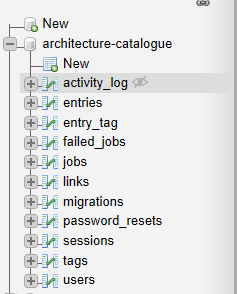 New
architecture-catalogue
New
activity_log
entries
entry_tag
failed_jobs
jobs
links
migrations
password_resets
sessions
tags
users